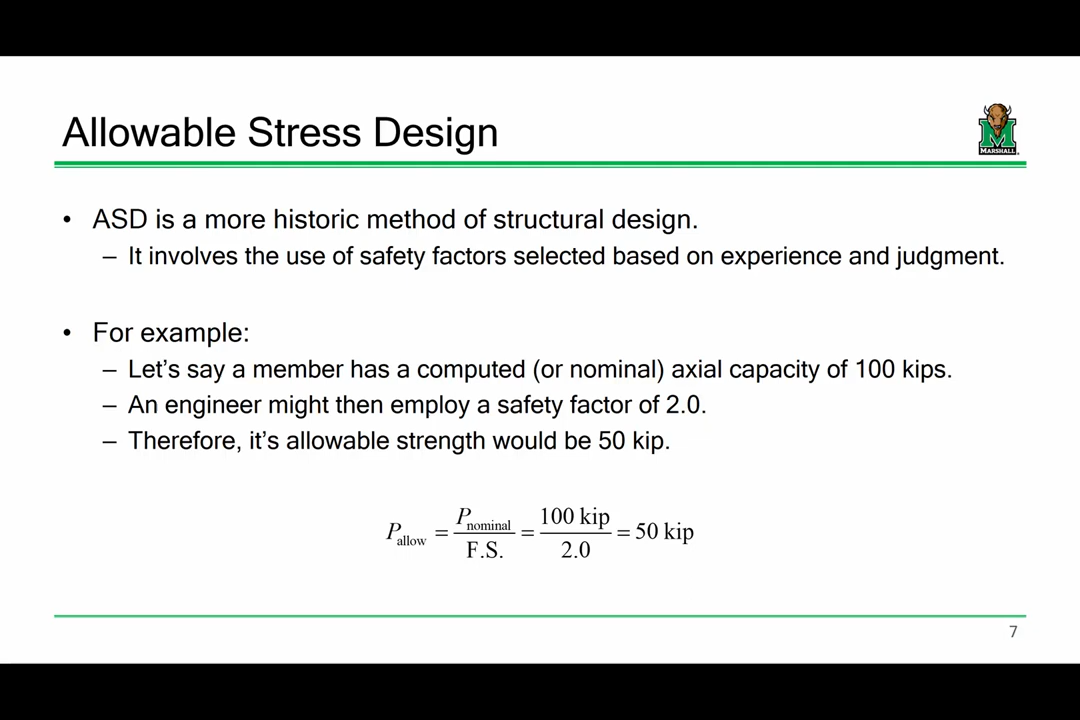 Allowable Stress Design
MARSHALL
• ASD is a more historic method of structural design.
– It involves the use of safety factors selected based on experience and judgment.
• For example:
– Let’s say a member has a computed (or nominal) axial capacity of 100 kips.
– An engineer might then employ a safety factor of 2.0.
– Therefore, it’s allowable strength would be 50 kip.
P_allow = P_nominal / F.S. = 100 kip / 2.0 = 50 kip
7